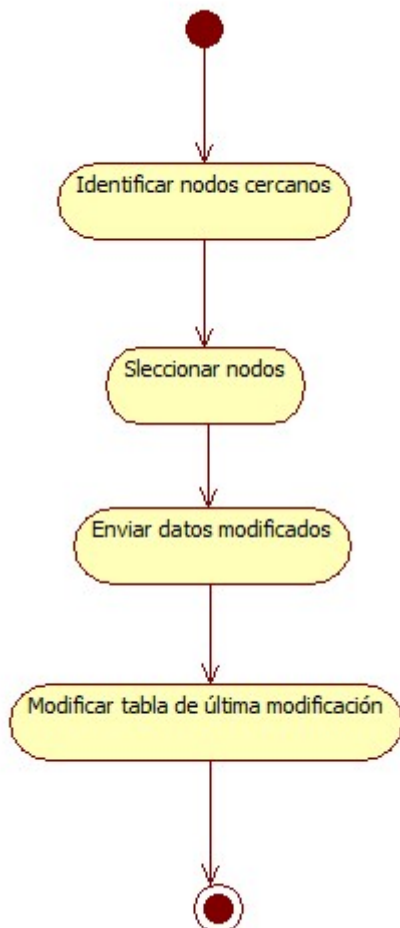 Identificar nodos cercanos
Sleccionar nodos
Enviar datos modificados
Modificar tabla de última modificación